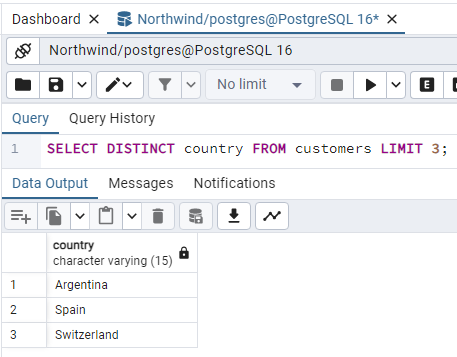 Dashboard × Northwind/postgres@PostgreSQL 16* ×
Northwind/postgres@PostgreSQL 16
No limit E
Query Query History
1 SELECT DISTINCT country FROM customers LIMIT 3;
Data Output Messages Notifications
country
character varying (15)
1 Argentina
2 Spain
3 Switzerland